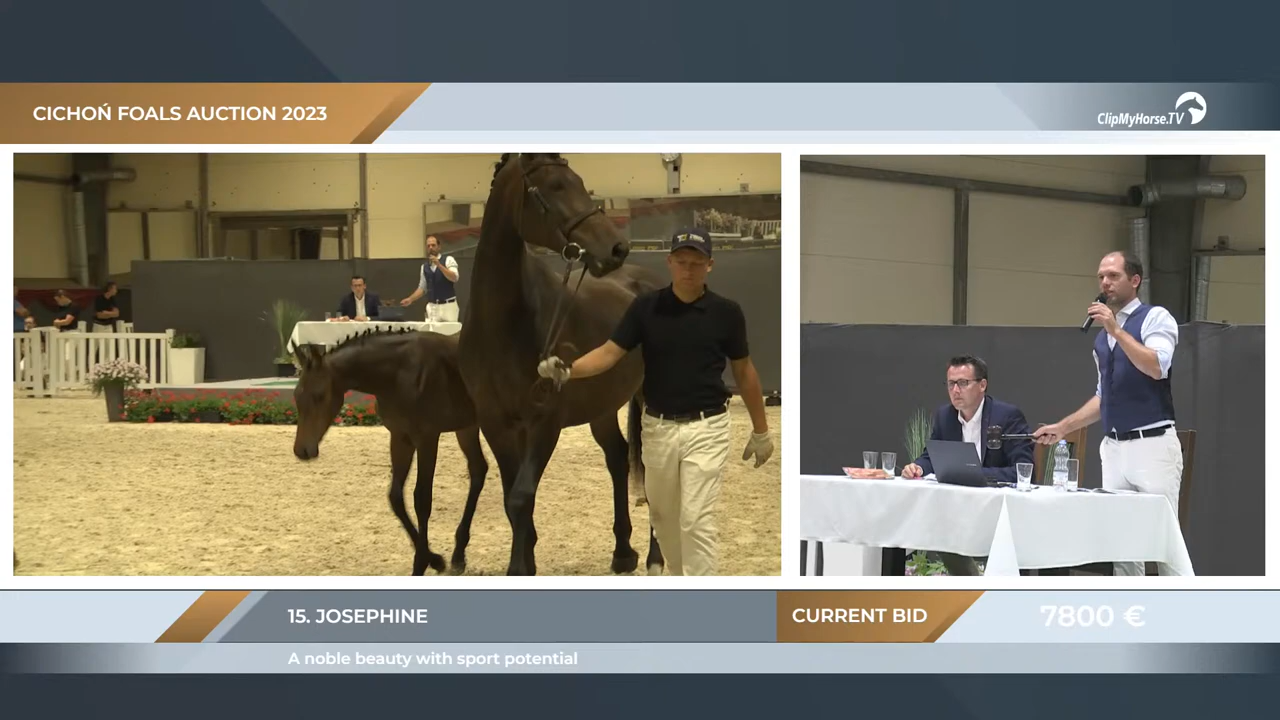 CICHOŃ FOALS AUCTION 2023
ClipMyHorse.TV
15. JOSEPHINE
CURRENT BID
7800 €
A noble beauty with sport potential